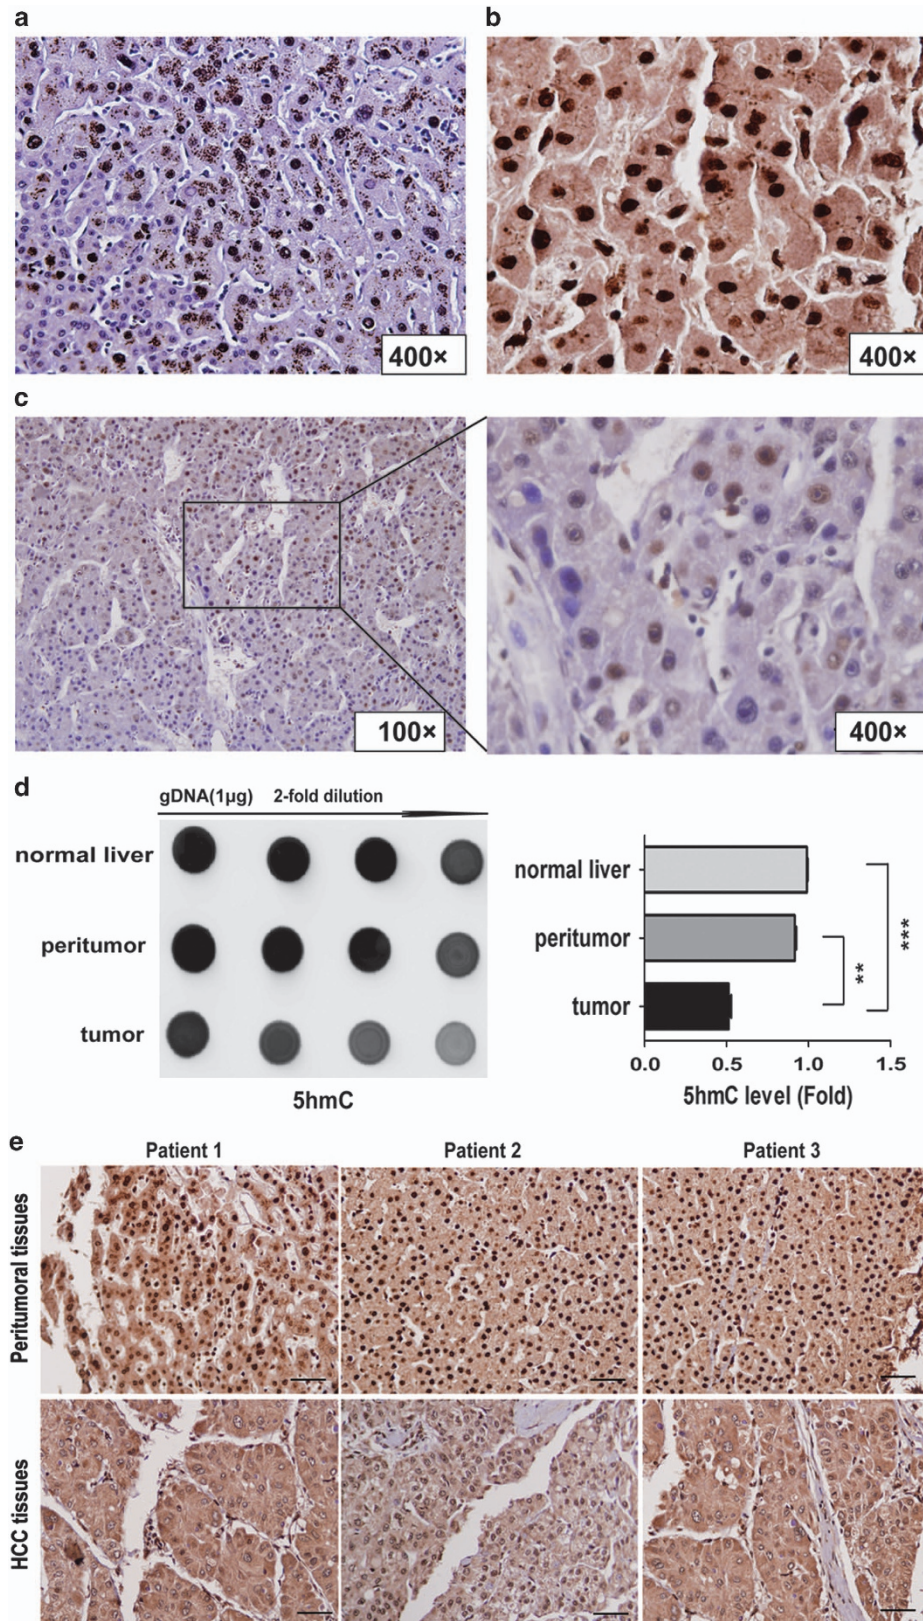 a
b
400×
400×
c
100×
400×
d
gDNA(1µg) 2-fold dilution
normal liver
peritumor
tumor
5hmC
normal liver
peritumor
tumor
**
***
0.0 0.5 1.0 1.5
5hmC level (Fold)
e
Patient 1 Patient 2 Patient 3
Peritumoral tissues
HCC tissues